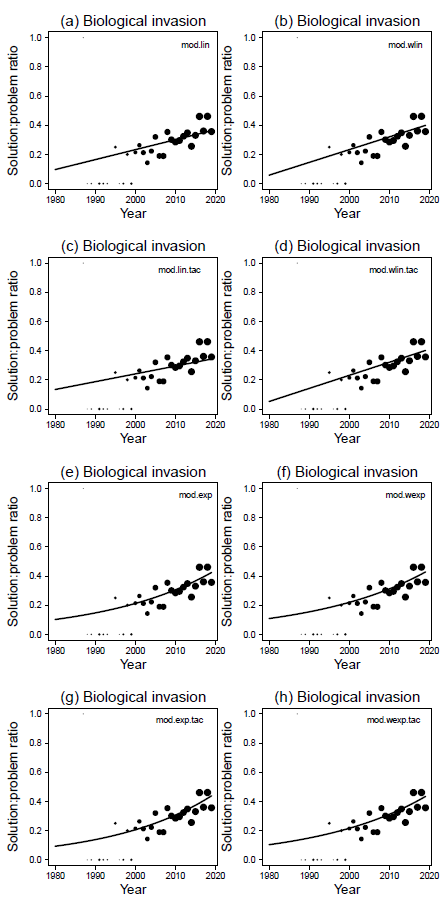 (a) Biological invasion
(b) Biological invasion
mod.lin
mod.wlin
1.0
0.8
0.6
0.4
0.2
0.0
1.0
0.8
0.6
0.4
0.2
0.0
Solution:problem ratio
Solution:problem ratio
1980 1990 2000 2010 2020
1980 1990 2000 2010 2020
Year
Year
(c) Biological invasion
(d) Biological invasion
mod.lin.tac
mod.wlin.tac
1.0
0.8
0.6
0.4
0.2
0.0
1.0
0.8
0.6
0.4
0.2
0.0
Solution:problem ratio
Solution:problem ratio
1980 1990 2000 2010 2020
1980 1990 2000 2010 2020
Year
Year
(e) Biological invasion
(f) Biological invasion
mod.exp
mod.wexp
1.0
0.8
0.6
0.4
0.2
0.0
1.0
0.8
0.6
0.4
0.2
0.0
Solution:problem ratio
Solution:problem ratio
1980 1990 2000 2010 2020
1980 1990 2000 2010 2020
Year
Year
(g) Biological invasion
(h) Biological invasion
mod.exp.tac
mod.wexp.tac
1.0
0.8
0.6
0.4
0.2
0.0
1.0
0.8
0.6
0.4
0.2
0.0
Solution:problem ratio
Solution:problem ratio
1980 1990 2000 2010 2020
1980 1990 2000 2010 2020
Year
Year